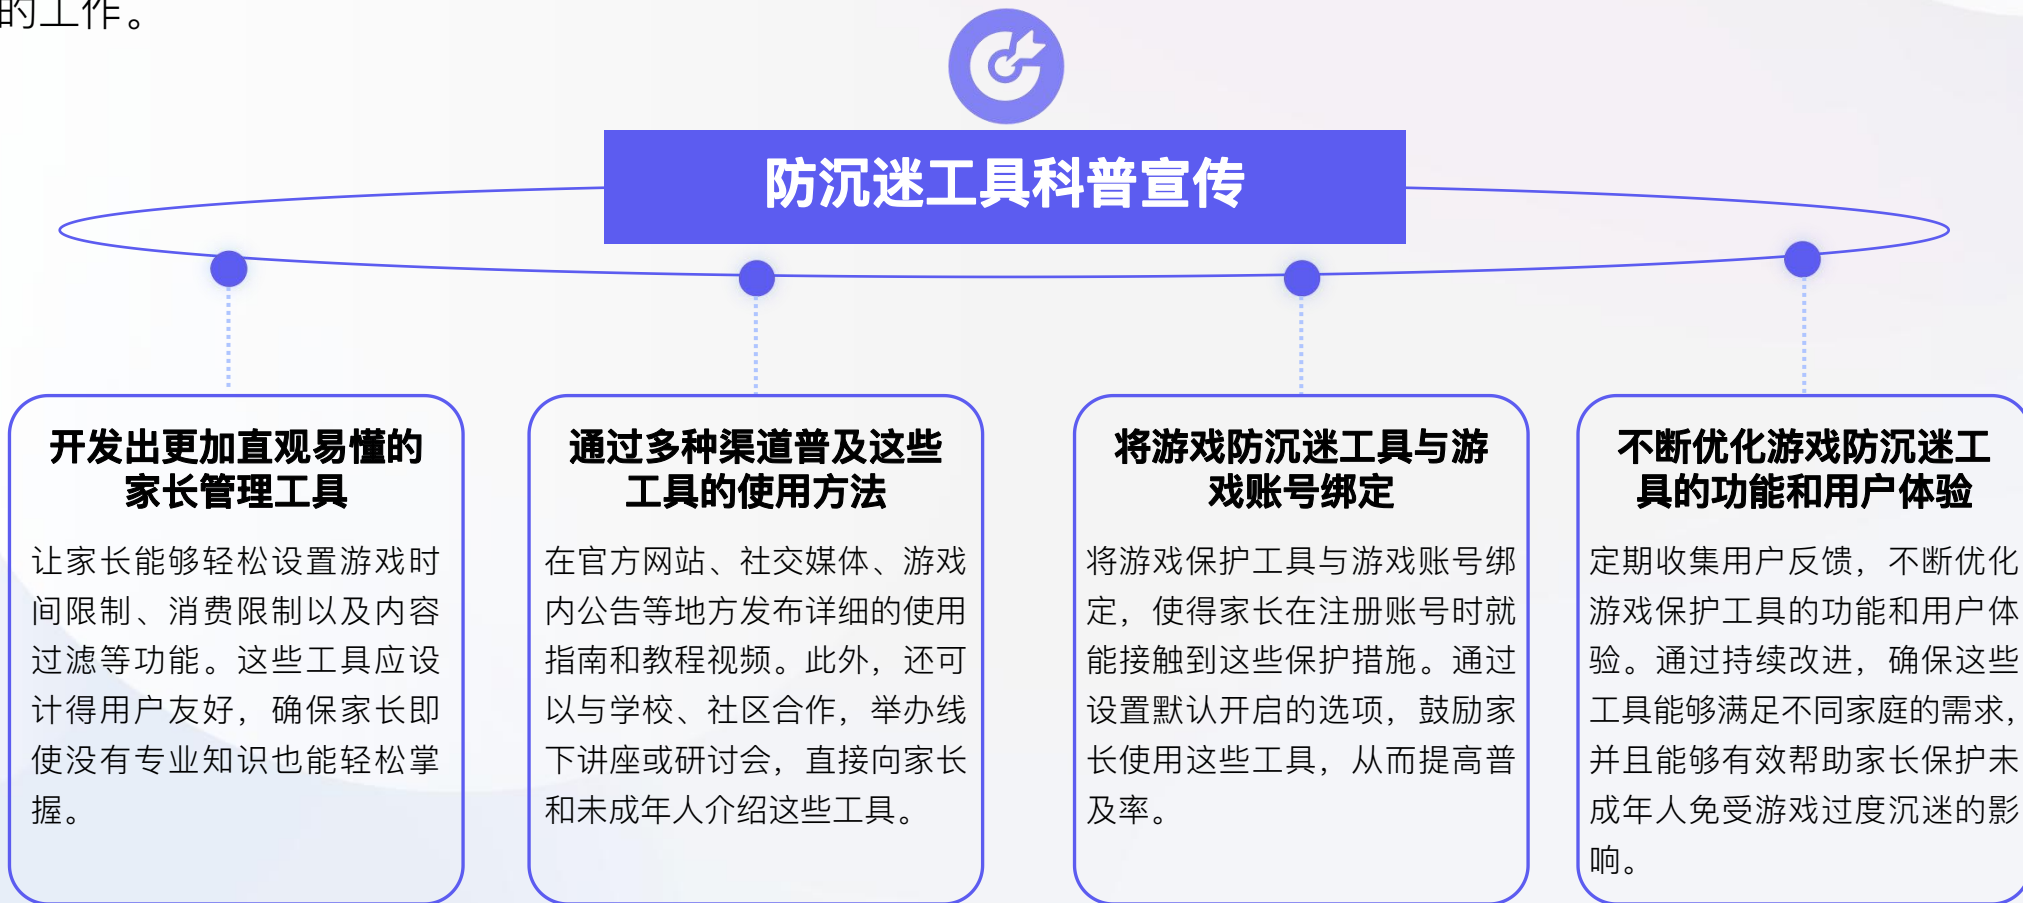 的工作。
防沉迷工具科普宣传
开发出更加直观易懂的
家长管理工具
让家长能够轻松设置游戏时
间限制、消费限制以及内容
过滤等功能。这些工具应设
计得用户友好，确保家长即
使没有专业知识也能轻松掌
握。
通过多种渠道普及这些
工具的使用方法
在官方网站、社交媒体、游戏
内公告等地方发布详细的使用
指南和教程视频。此外，还可
以与学校、社区合作，举办线
下讲座或研讨会，直接向家长
和未成年人介绍这些工具。
将游戏防沉迷工具与游
戏账号绑定
将游戏保护工具与游戏账号绑
定，使得家长在注册账号时就
能接触到这些保护措施。通过
设置默认开启的选项，鼓励家
长使用这些工具，从而提高普
及率。
不断优化游戏防沉迷工
具的功能和用户体验
定期收集用户反馈，不断优化
游戏保护工具的功能和用户体
验。通过持续改进，确保这些
工具能够满足不同家庭的需求，
并且能够有效帮助家长保护未
成年人免受游戏过度沉迷的影
响。